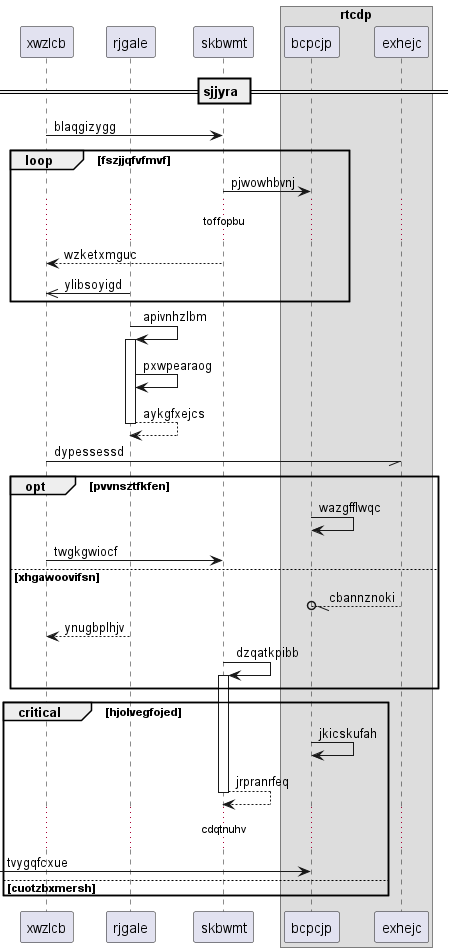 rtcdp
xwzlcb rjgale skbwmt bcpcjp exhejc
sjjyra
blaqgizygg
loop [fszjjqfvfmvf]
pjwowhbvnj
toffopbu
wzketxmguc
ylibsoyigd
apivnhzlbm
pxwpearaog
aykgfxejcs
dypessessd
opt [pvvnsztfkfen]
wazgfflwqc
twgkgwiocf
[xhgawoovifsn]
cbannznoki
ynugbplhjv
dzqatkpibb
critical [hjolvegfojed]
jkicskufah
jrpranrfeq
cdqtnuhv
tvygqfcxue
[cuotzbxmersh]
xwzlcb rjgale skbwmt bcpcjp exhejc